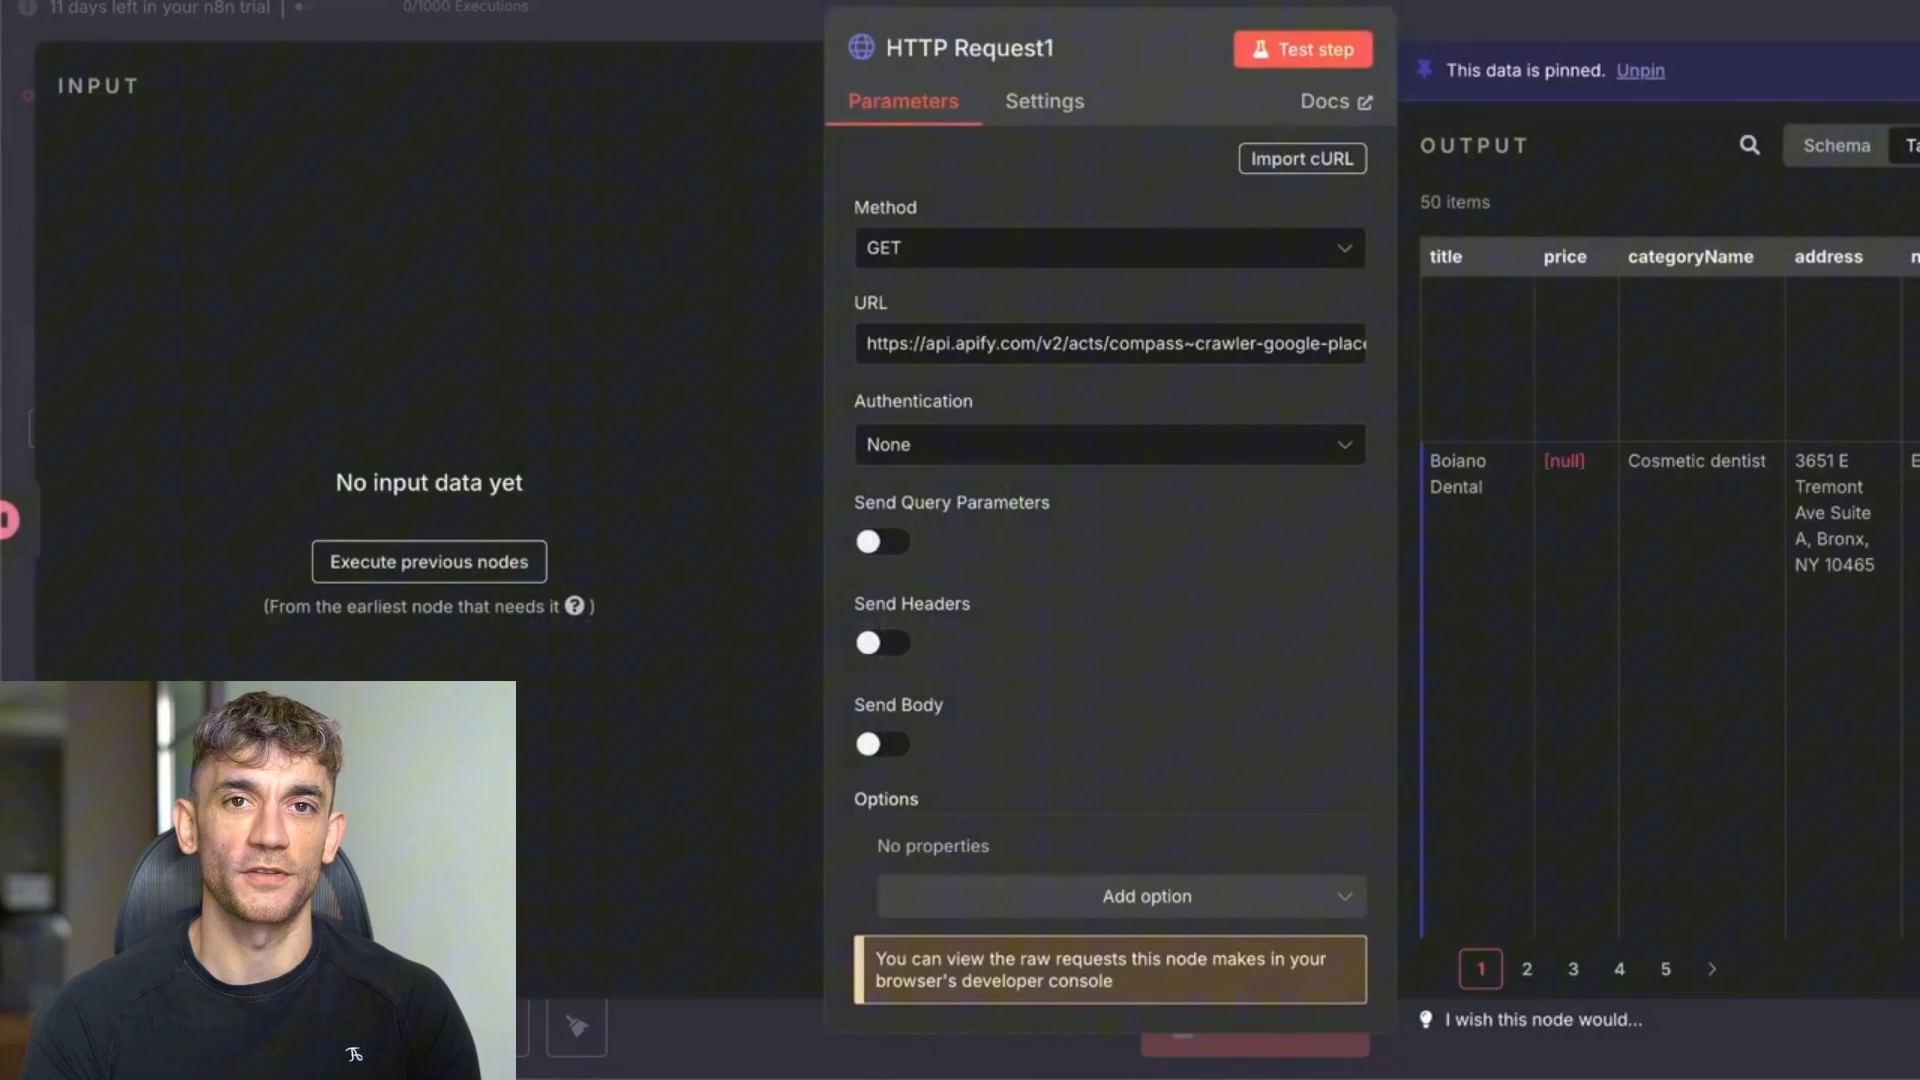 11 days left in your n8n trial
0/1000 Executions
INPUT
No input data yet
Execute previous nodes
(From the earliest node that needs it ? )
HTTP Request1
Test step
Parameters
Settings
Docs
Import cURL
Method
GET
URL
https://api.apify.com/v2/acts/compass~crawler-google-place
Authentication
None
Send Query Parameters
Send Headers
Send Body
Options
No properties
Add option
You can view the raw requests this node makes in your
browser's developer console
This data is pinned. Unpin
OUTPUT
Schema
50 items
title price categoryName address
Boiano
Dental
[null]
Cosmetic dentist
3651 E
Tremont
Ave Suite
A, Bronx,
NY 10465
1 2 3 4 5
I wish this node would...